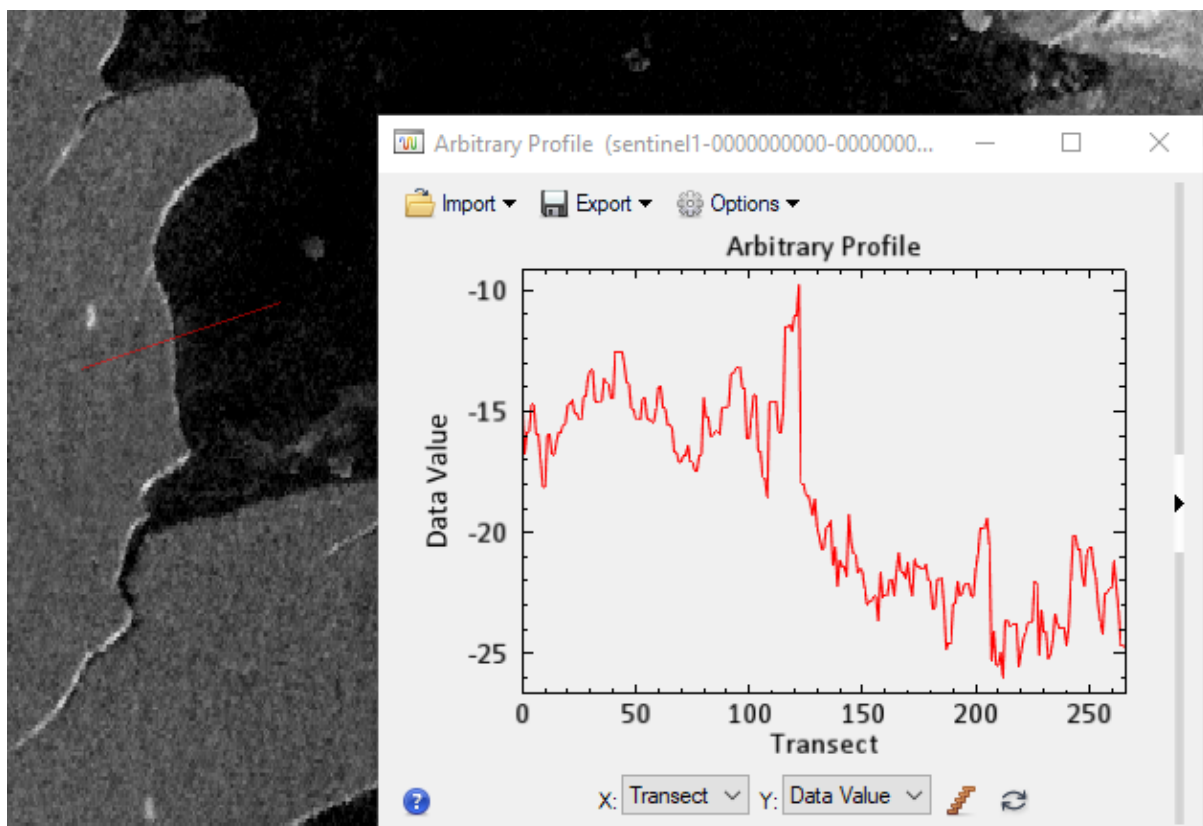 Arbitrary Profile (sentinel1-0000000000-0000000...
Import Export Options
Arbitrary Profile
-10
-15
-20
-25
Data Value
0 50 100 150 200 250
Transect
? X: Transect Y: Data Value